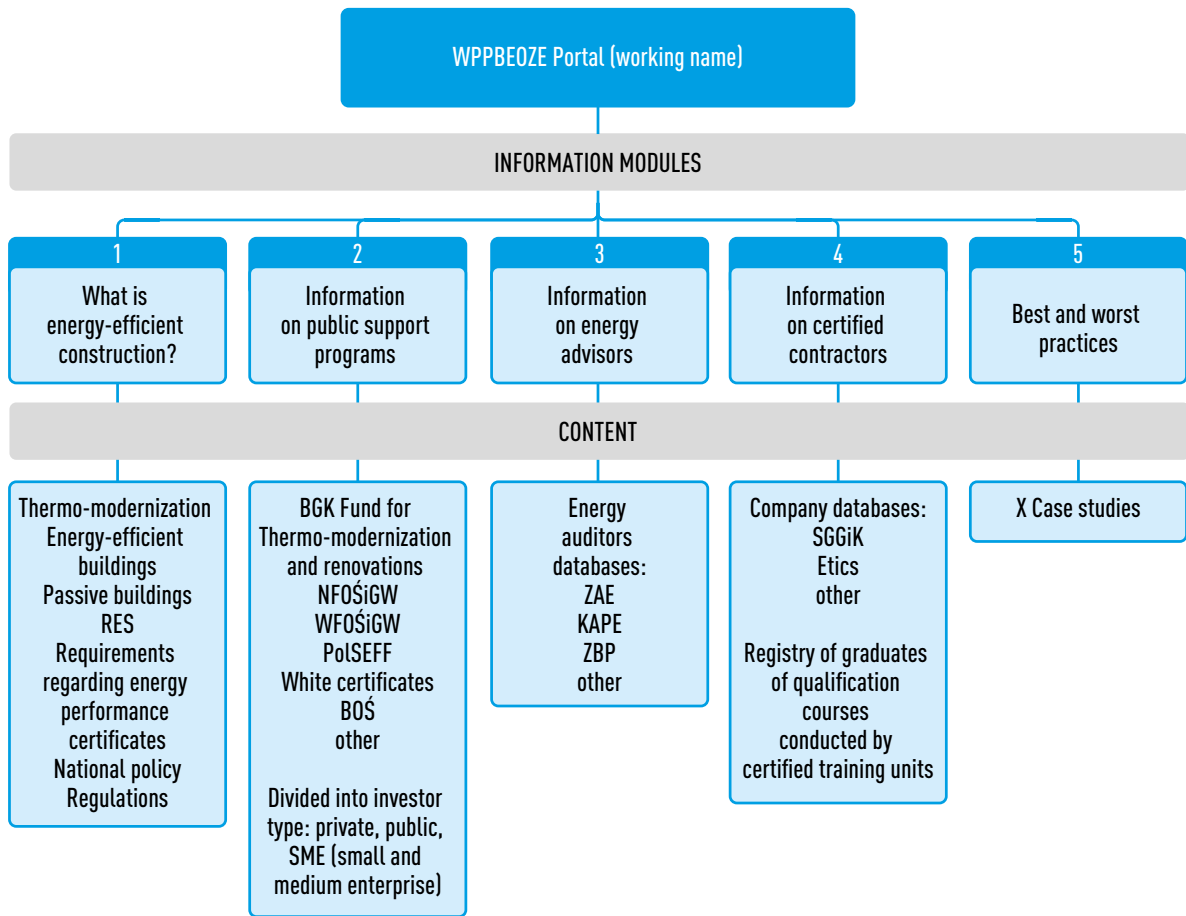 WPPBEOZE Portal (working name)
INFORMATION MODULES
1
What is
energy-efficient
construction?
2
Information
on public support
programs
3
Information
on energy
advisors
4
Information
on certified
contractors
5
Best and worst
practices
CONTENT
Thermo-modernization
Energy-efficient
buildings
Passive buildings
RES
Requirements
regarding energy
performance
certificates
National policy
Regulations
BGK Fund for
Thermo-modernization
and renovations
NFOŚiGW
WFOŚiGW
PolSEFF
White certificates
BOŚ
other
Divided into investor
type: private, public,
SME (small and
medium enterprise)
Energy
auditors
databases:
ZAE
KAPE
ZBP
other
Company databases:
SGGiK
Etics
other
Registry of graduates
of qualification
courses
conducted by
certified training units
X Case studies